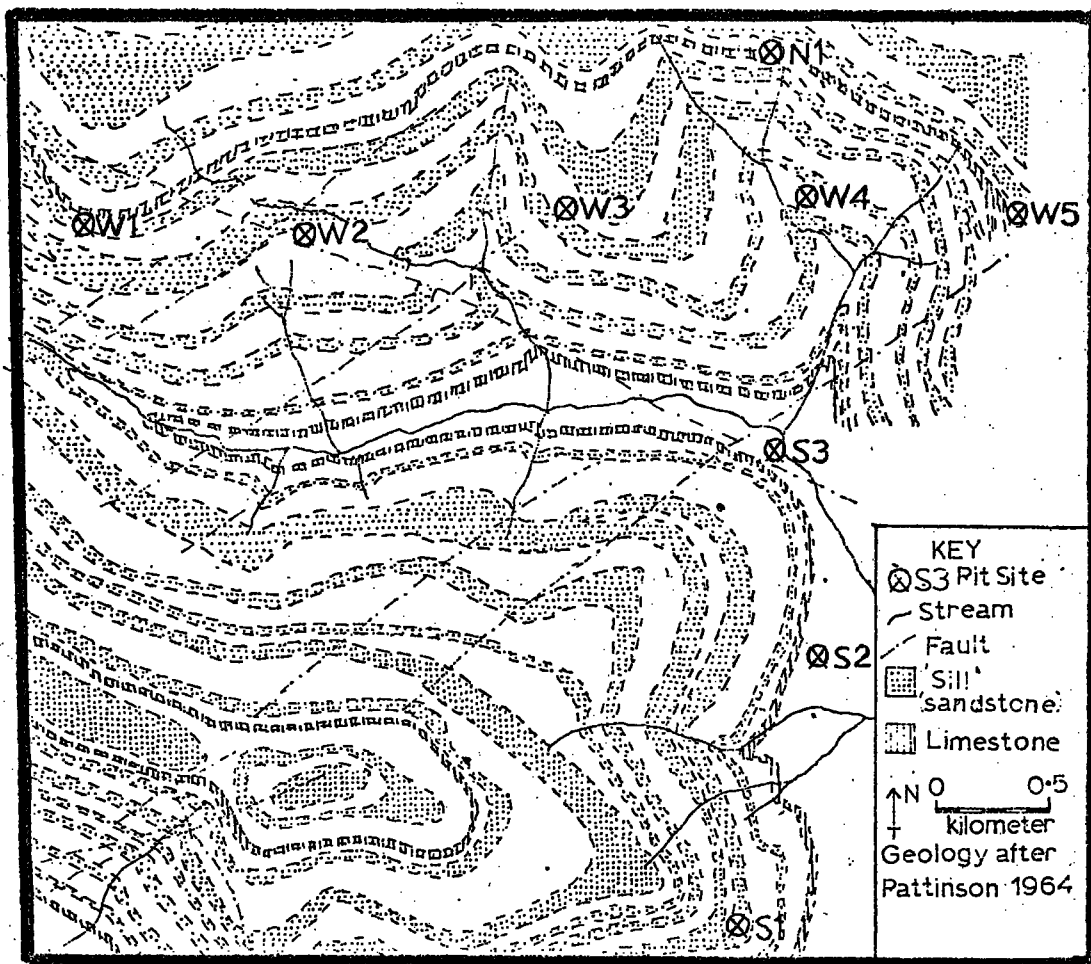 N1
W1
W2
W3
W4
W5
S3
S2
S1
KEY
S3 Pit Site
Stream
Fault
'Sill'
sandstone
Limestone
N 0 0·5
kilometer
Geology after
Pattinson 1964